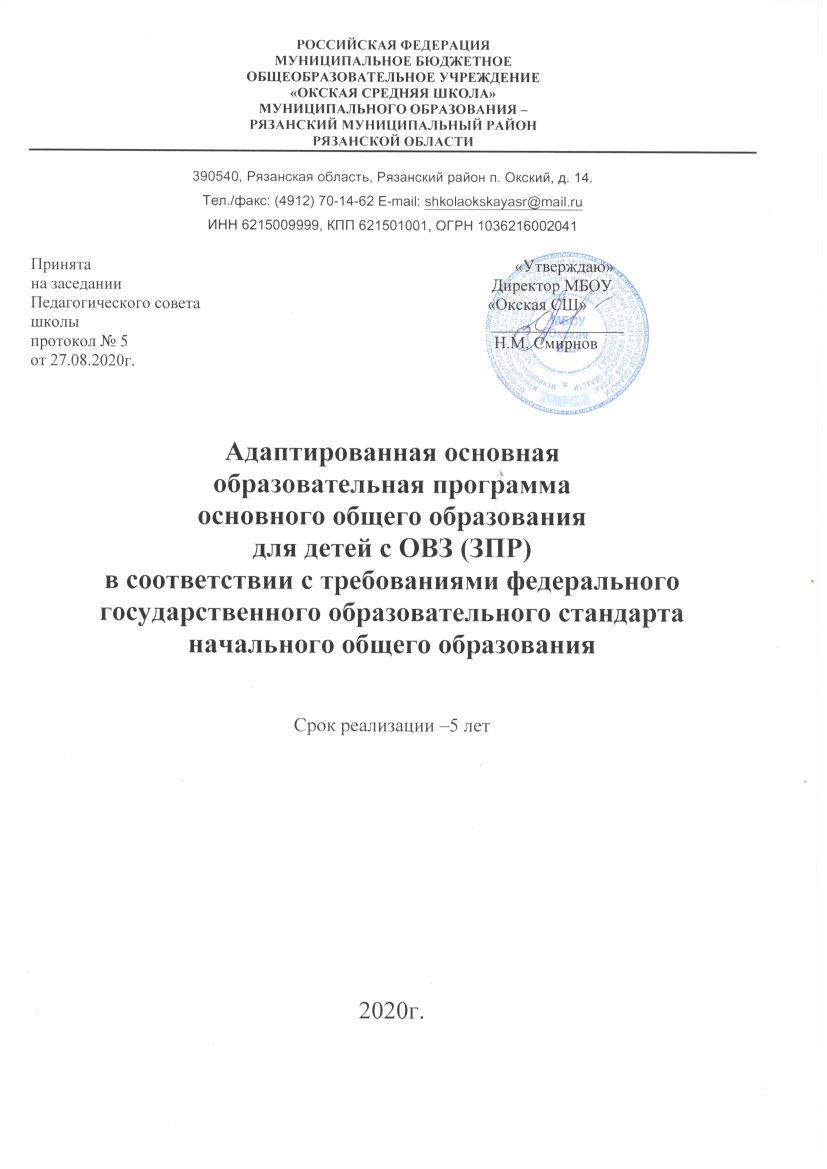 РОССИЙСКАЯ ФЕДЕРАЦИЯ
МУНИЦИПАЛЬНОЕ БЮДЖЕТНОЕ
ОБЩЕОБРАЗОВАТЕЛЬНОЕ УЧРЕЖДЕНИЕ
«ОКСКАЯ СРЕДНЯЯ ШКОЛА»
МУНИЦИПАЛЬНОГО ОБРАЗОВАНИЯ –
РЯЗАНСКИЙ МУНИЦИПАЛЬНЫЙ РАЙОН
РЯЗАНСКОЙ ОБЛАСТИ
390540, Рязанская область, Рязанский район п. Окский, д. 14.
Тел./факс: (4912) 70-14-62 E-mail: shkolaokskayasr@mail.ru
ИНН 6215009999, КПП 621501001, ОГРН 1036216002041
Принята
на заседании
Педагогического совета
школы
протокол № 5
от 27.08.2020г.
«Утверждаю»
Директор МБОУ
«Окская СШ»
Н.М. Смирнов
МБОУ
Окская
Адаптированная основная
образовательная программа
основного общего образования
для детей с ОВЗ (ЗПР)
в соответствии с требованиями федерального
государственного образовательного стандарта
начального общего образования
Срок реализации –5 лет
2020г.